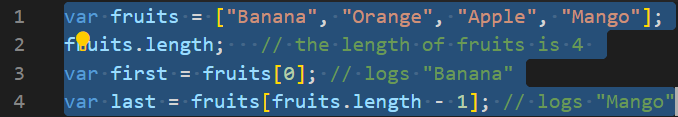 1 var fruits = ["Banana", "Orange", "Apple", "Mango"];
2 fruits.length;   // the length of fruits is 4
3 var first = fruits[0]; // logs "Banana"
4 var last = fruits[fruits.length - 1]; // logs "Mango"